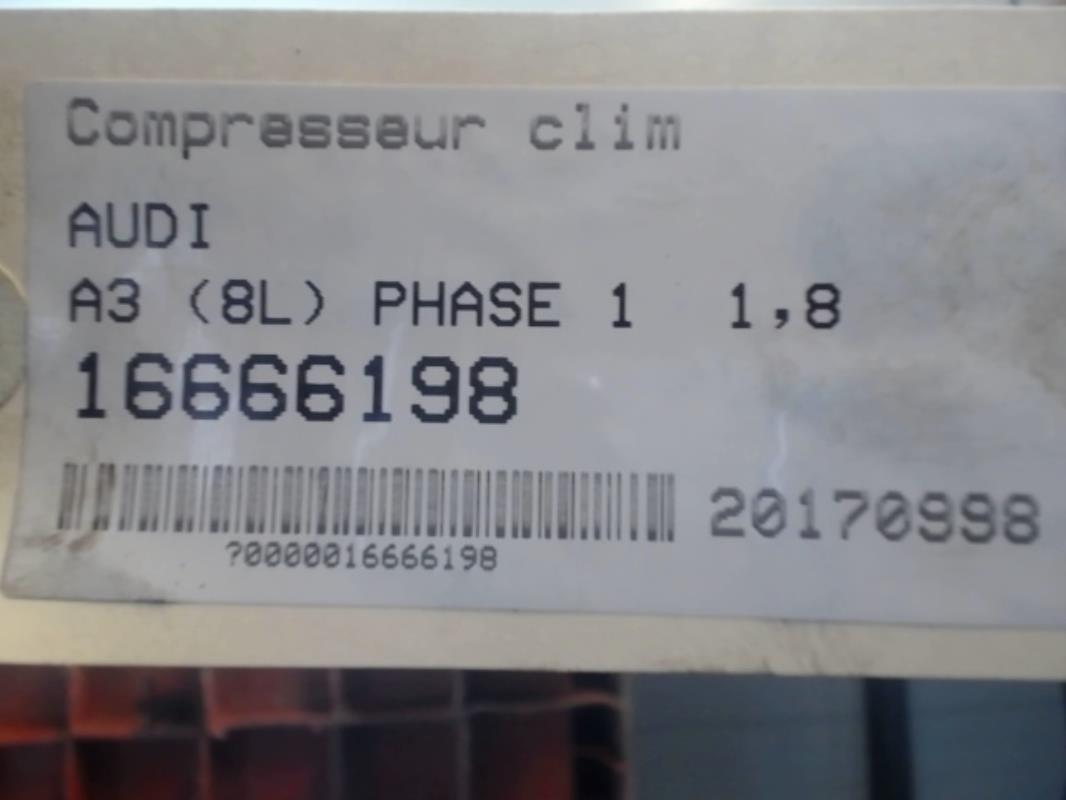 Compresseur clim
AUDI
A3 (8L) PHASE 1 1,8
16666198
20170998
?0000016666198